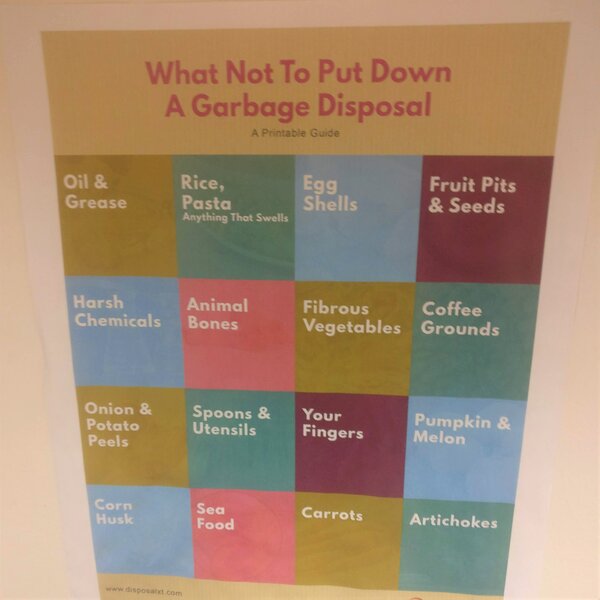 What Not To Put Down
A Garbage Disposal
A Printable Guide
Oil &
Grease
Rice,
Pasta
Anything That Swells
Egg
Shells
Fruit Pits
& Seeds
Harsh
Chemicals
Animal
Bones
Fibrous
Vegetables
Coffee
Grounds
Onion &
Potato
Peels
Spoons &
Utensils
Your
Fingers
Pumpkin &
Melon
Corn
Husk
Sea
Food
Carrots
Artichokes
www.disposalxt.com